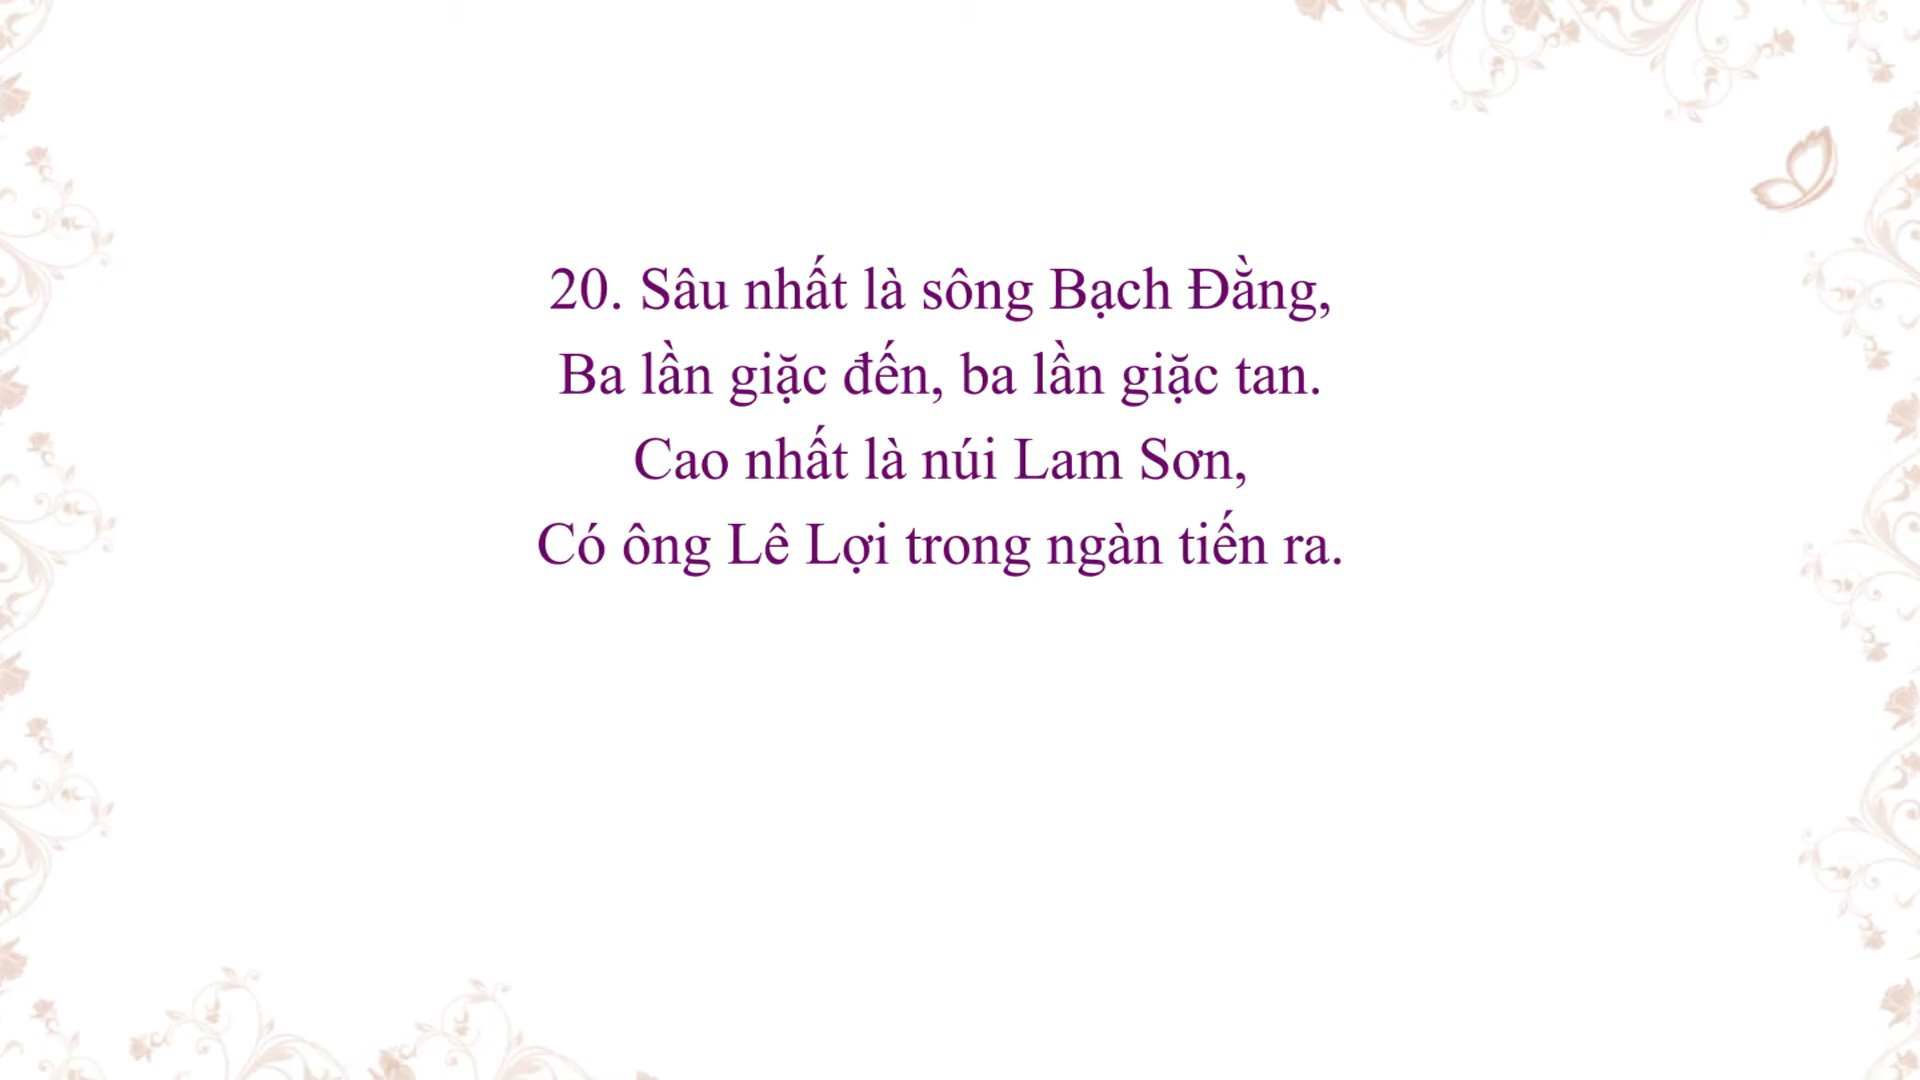 20. Sâu nhất là sông Bạch Đằng,
Ba lần giặc đến, ba lần giặc tan.
Cao nhất là núi Lam Sơn,
Có ông Lê Lợi trong ngàn tiến ra.